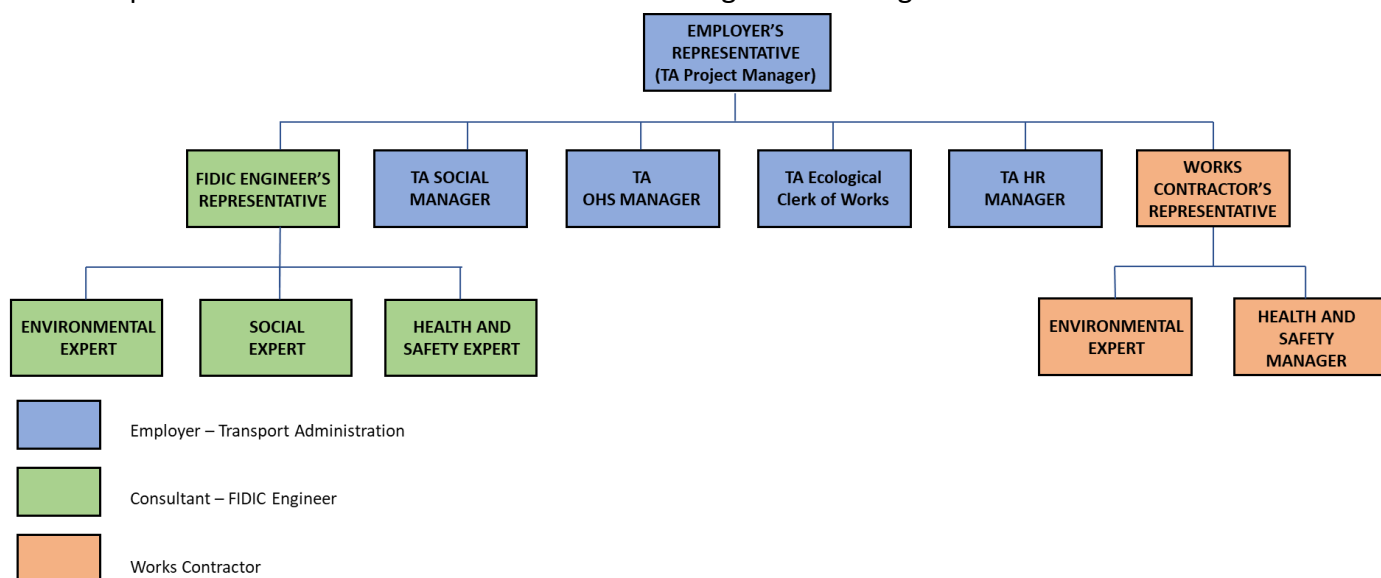 EMPLOYER'S
REPRESENTATIVE
(TA Project Manager)
FIDIC ENGINEER'S
REPRESENTATIVE
TA SOCIAL
MANAGER
TA
OHS MANAGER
TA Ecological
Clerk of Works
TA HR
MANAGER
WORKS
CONTRACTOR'S
REPRESENTATIVE
ENVIRONMENTAL
EXPERT
SOCIAL
EXPERT
HEALTH AND
SAFETY EXPERT
ENVIRONMENTAL
EXPERT
HEALTH AND
SAFETY
MANAGER
Employer – Transport Administration
Consultant – FIDIC Engineer
Works Contractor